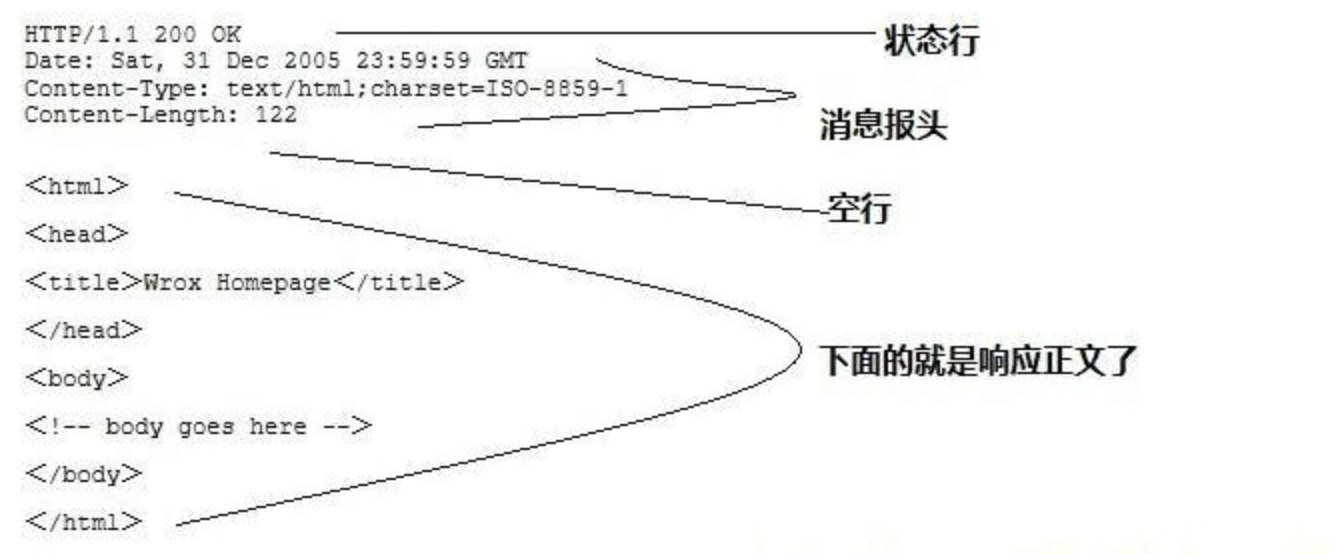 HTTP/1.1 200 OK
状态行
Date: Sat, 31 Dec 2005 23:59:59 GMT
Content-Type: text/html;charset=ISO-8859-1
Content-Length: 122
消息报头
空行
<html>
<head>
<title>Wrox Homepage</title>
</head>
<body>
<!-- body goes here -->
</body>
</html>
下面的就是响应正文了